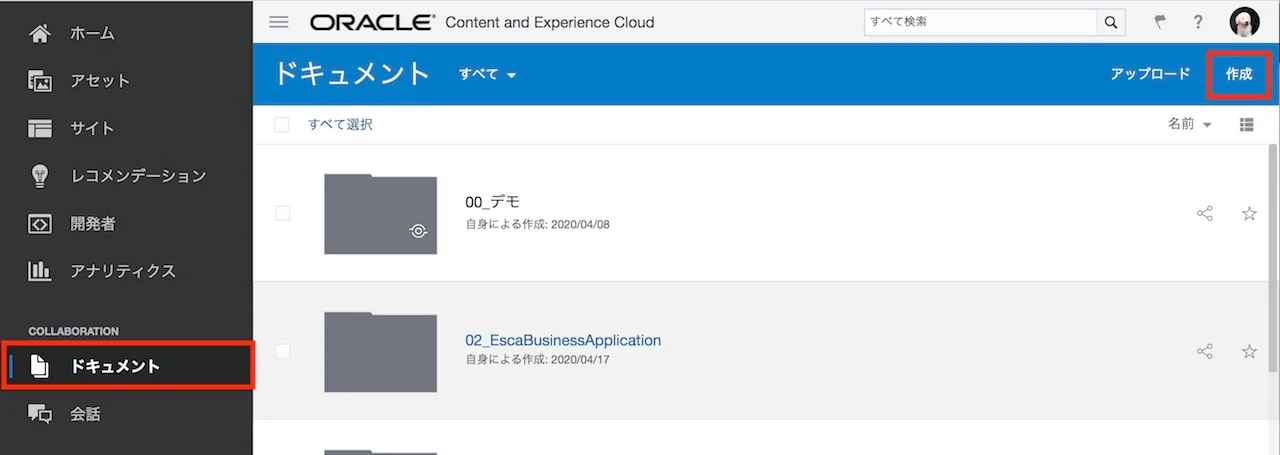 ホーム
アセット
サイト
レコメンデーション
開発者
アナリティクス
COLLABORATION
ドキュメント
会話
ORACLE® Content and Experience Cloud
すべて検索
?
ドキュメント すべて
アップロード 作成
すべて選択
名前
00_デモ
自身による作成: 2020/04/08
02_EscaBusinessApplication
自身による作成: 2020/04/17